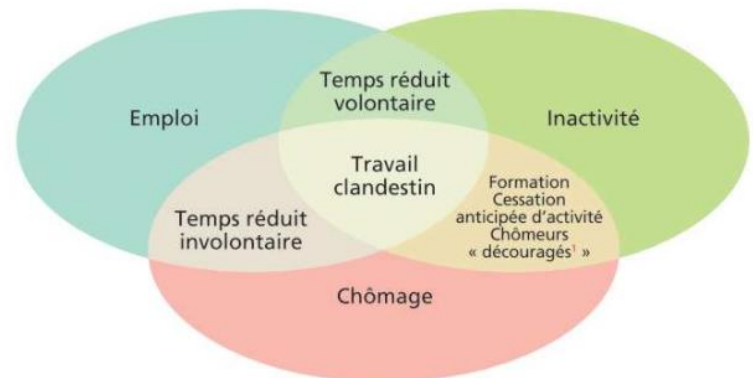 Temps réduit
volontaire
Emploi
Inactivité
Travail
clandestin
Formation
Cessation
anticipée d'activité
Chômeurs
« découragés¹ »
Temps réduit
involontaire
Chômage